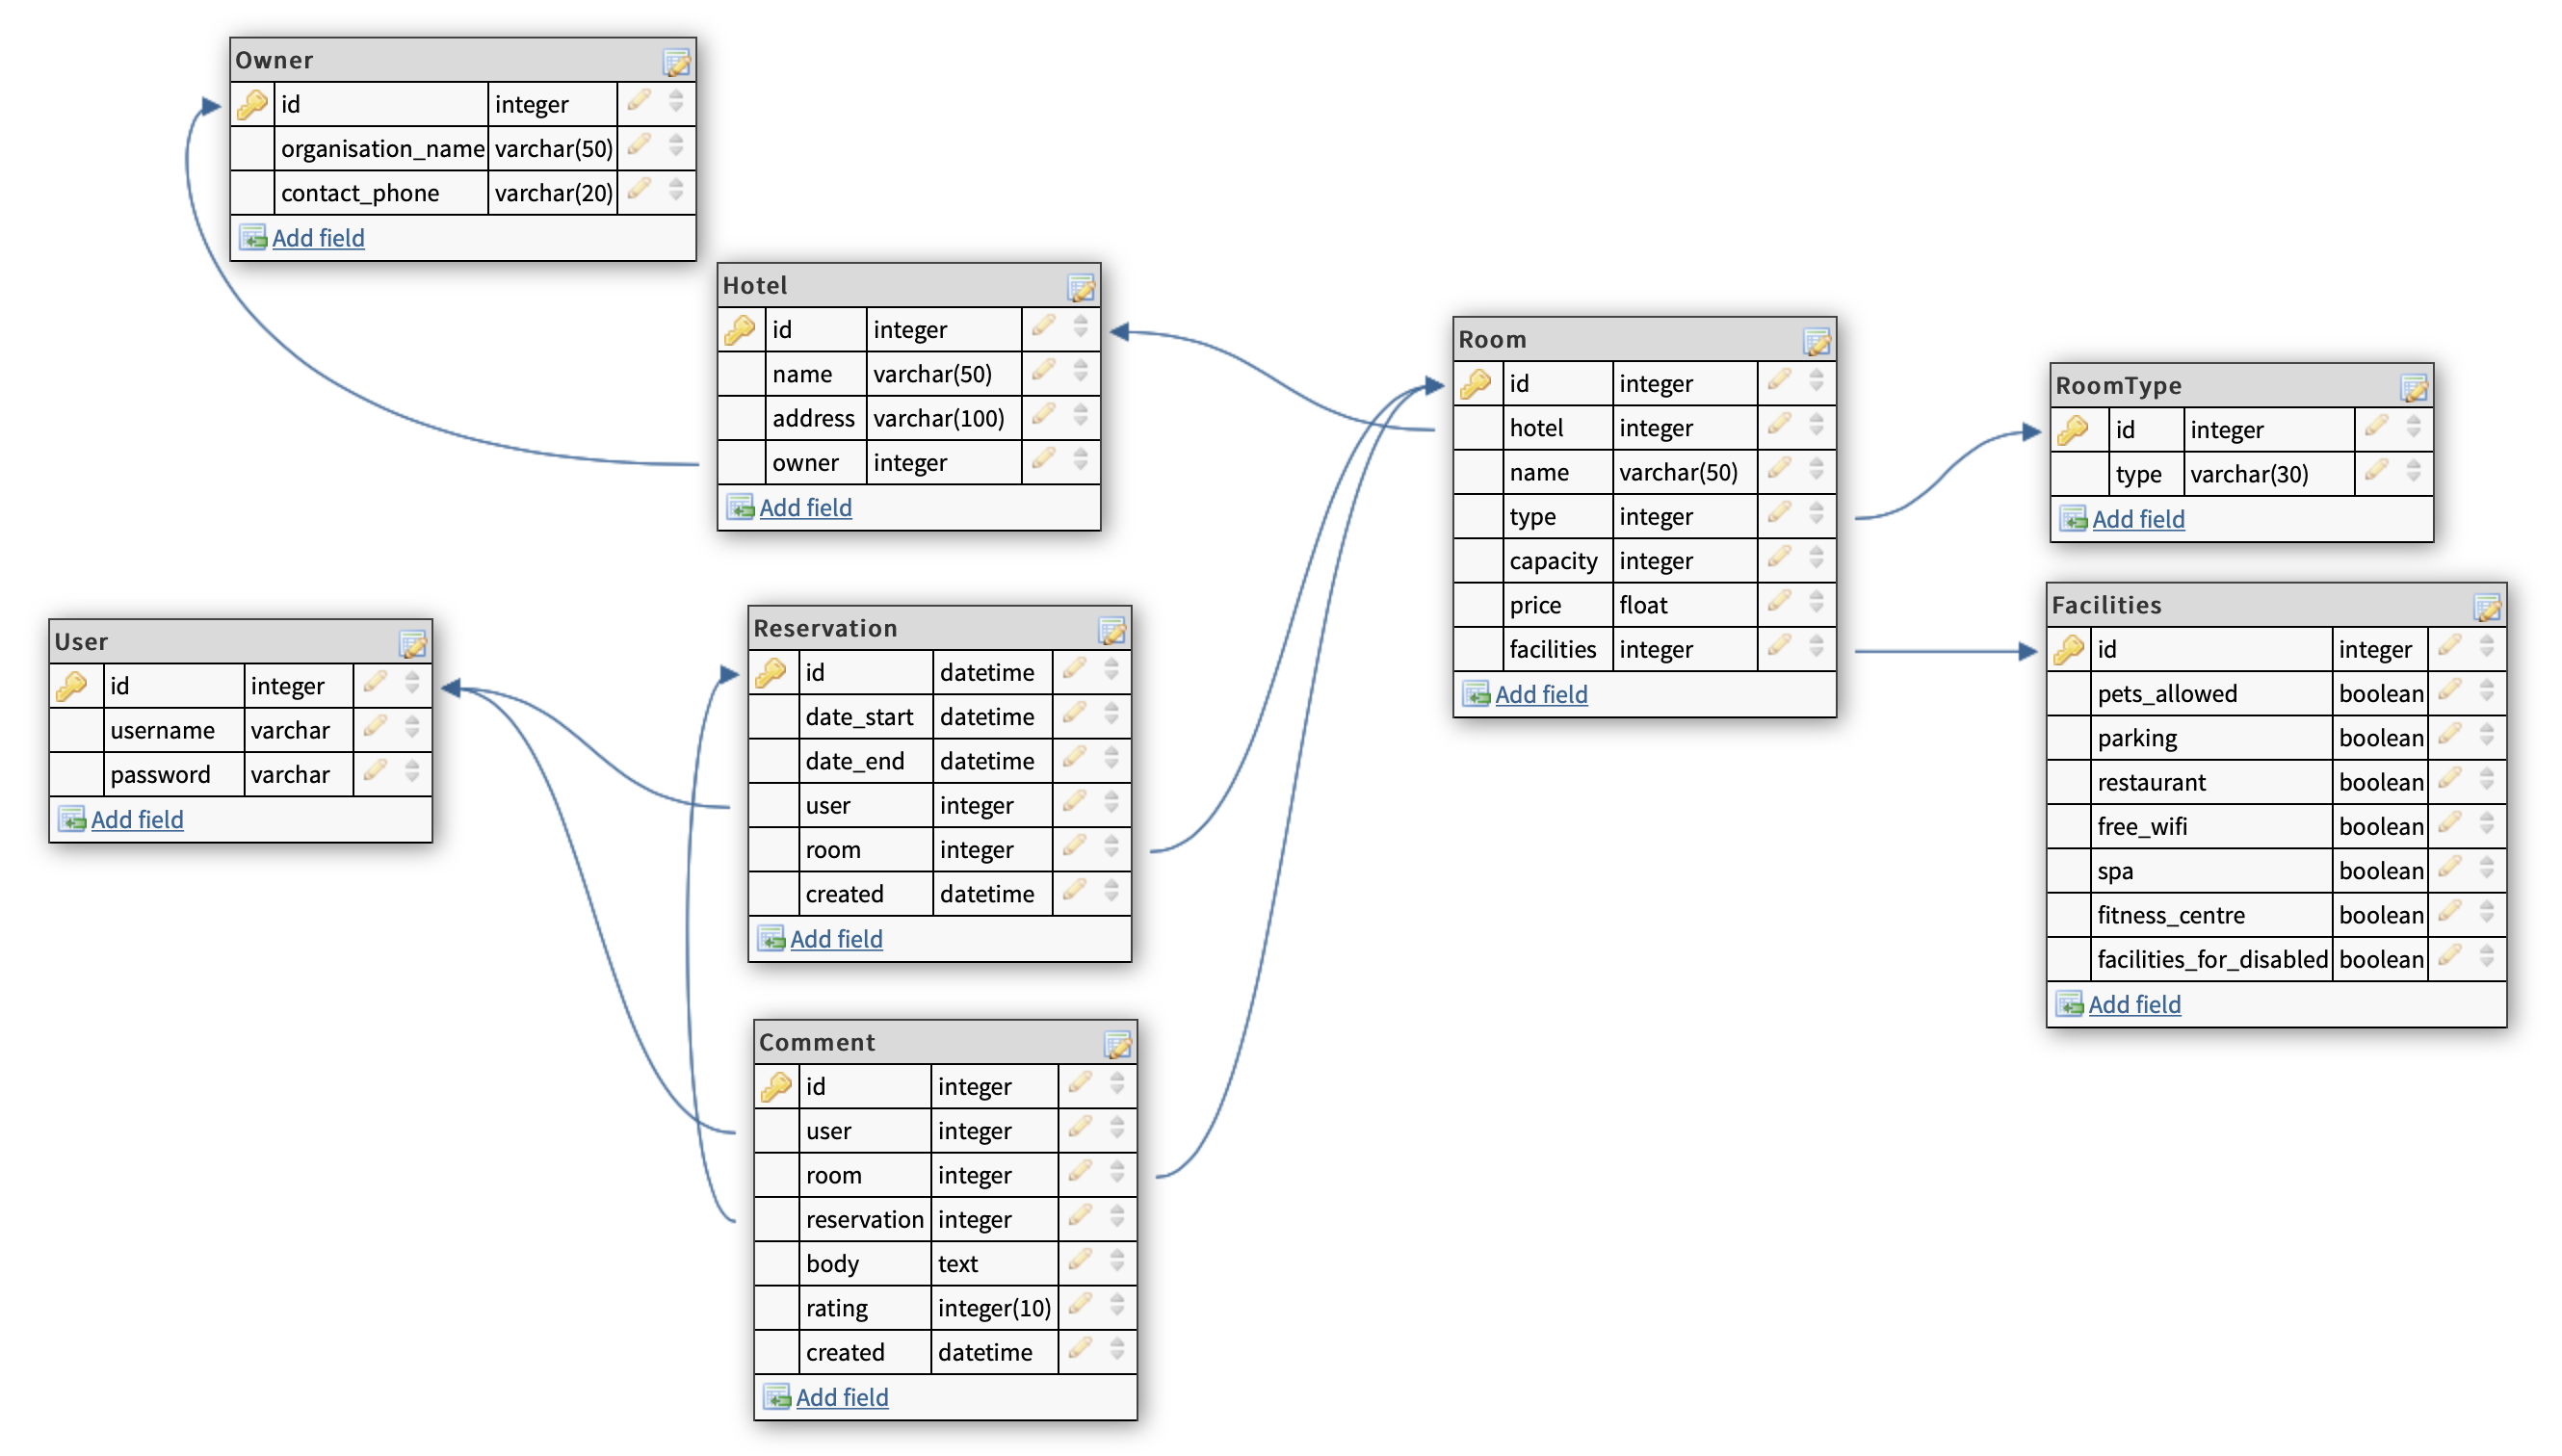 Owner
id integer
organisation_name varchar(50)
contact_phone varchar(20)
Add field
Hotel
id integer
name varchar(50)
address varchar(100)
owner integer
Add field
Room
id integer
hotel integer
name varchar(50)
type integer
capacity integer
price float
facilities integer
Add field
RoomType
id integer
type varchar(30)
Add field
User
id integer
username varchar
password varchar
Add field
Reservation
id datetime
date_start datetime
date_end datetime
user integer
room integer
created datetime
Add field
Facilities
id integer
pets_allowed boolean
parking boolean
restaurant boolean
free_wifi boolean
spa boolean
fitness_centre boolean
facilities_for_disabled boolean
Add field
Comment
id integer
user integer
room integer
reservation integer
body text
rating integer(10)
created datetime
Add field